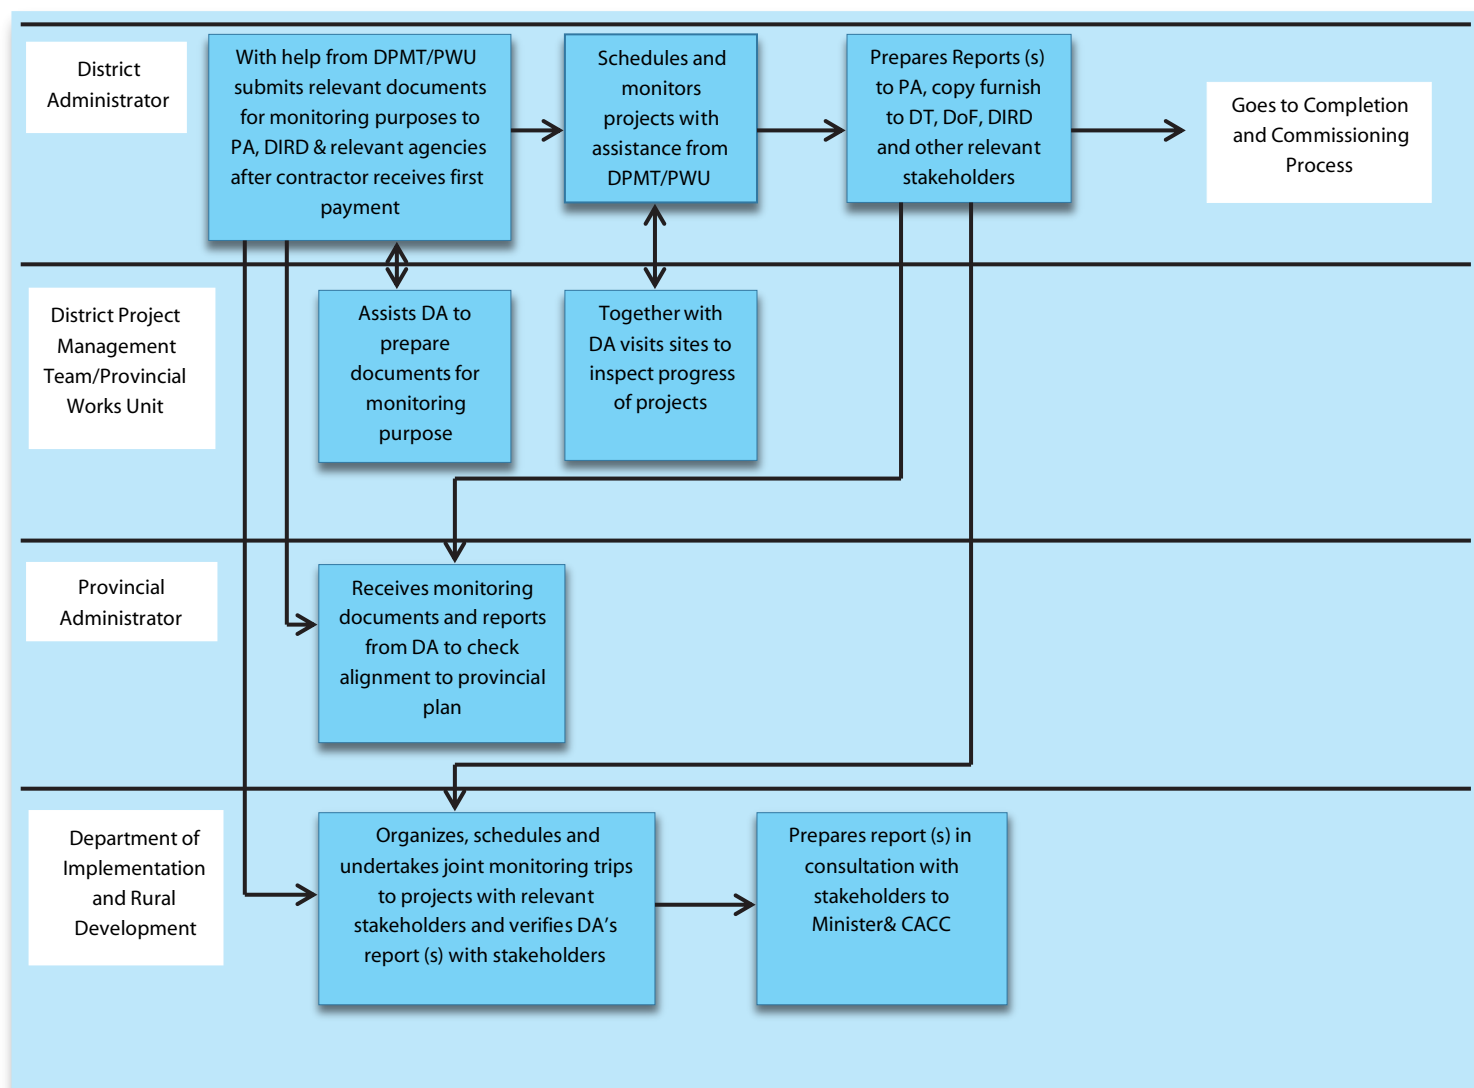 District
Administrator
With help from DPMT/PWU
submits relevant documents
for monitoring purposes to
PA, DIRD & relevant agencies
after contractor receives first
payment
Schedules and
monitors
projects with
assistance from
DPMT/PWU
Prepares Reports (s)
to PA, copy furnish
to DT, DoF, DIRD
and other relevant
stakeholders
Goes to Completion
and Commissioning
Process
District Project
Management
Team/Provincial
Works Unit
Assists DA to
prepare
documents for
monitoring
purpose
Together with
DA visits sites to
inspect progress
of projects
Provincial
Administrator
Receives monitoring
documents and reports
from DA to check
alignment to provincial
plan
Department of
Implementation
and Rural
Development
Organizes, schedules and
undertakes joint monitoring trips
to projects with relevant
stakeholders and verifies DA’s
report (s) with stakeholders
Prepares report (s) in
consultation with
stakeholders to
Minister& CACC